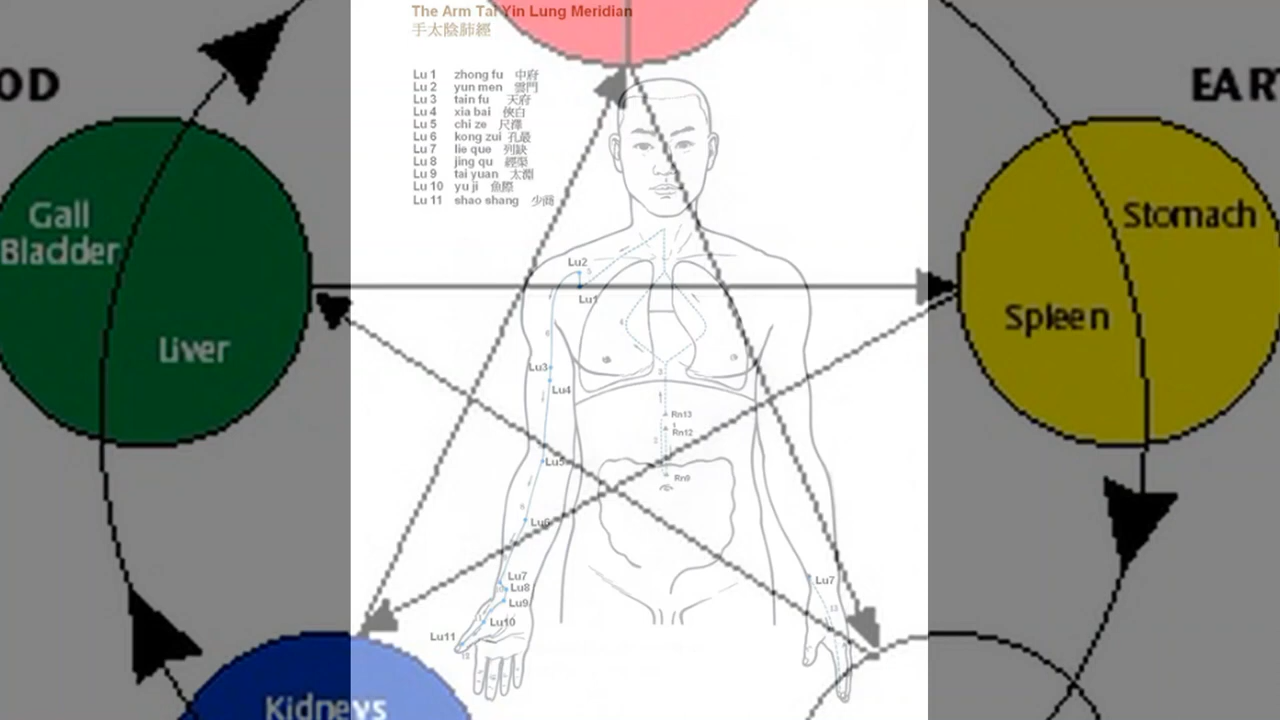 The Arm Tai Yin Lung Meridian
手太陰肺經
Lu 1 zhong fu 中府
Lu 2 yun men 雲門
Lu 3 tain fu 天府
Lu 4 xia bai 俠白
Lu 5 chi ze 尺澤
Lu 6 kong zui 孔最
Lu 7 lie que 列缺
Lu 8 jing qu 經渠
Lu 9 tai yuan 太淵
Lu 10 yu ji 魚際
Lu 11 shao shang 少商
OD
EART
Gall
Bladder
Liver
Stomach
Spleen
Kidneys
Lu2
Lu1
Lu3
Lu4
Lu5
Lu6
Lu7
Lu8
Lu9
Lu10
Lu11
Rn13
Rn12
Rn9
Lu7